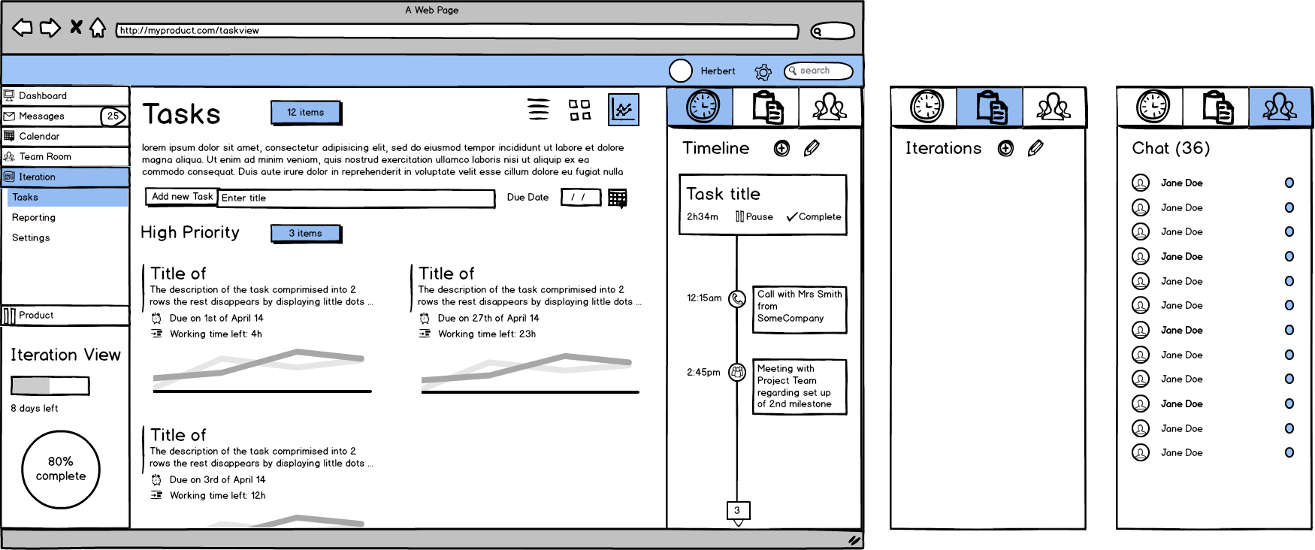 A Web Page
http://myproduct.com/taskview
Herbert
search
Dashboard
Messages
25
Calendar
Team Room
Iteration
Tasks
Reporting
Settings
Product
Iteration View
8 days left
80%
complete
Tasks
12 items
lorem ipsum dolor sit amet, consectetur adipisicing elit, sed do eiusmod tempor incididunt ut labore et dolore
magna aliqua. Ut enim ad minim veniam, quis nostrud exercitation ullamco laboris nisi ut aliquip ex ea
commodo consequat. Duis aute irure dolor in reprehenderit in voluptate velit esse cillum dolore eu fugiat nulla
Add new Task
Enter title
Due Date
/ /
High Priority
3 items
Title of
The description of the task comprimised into 2
rows the rest disappears by displaying little dots ...
Due on 1st of April 14
Working time left: 4h
Title of
The description of the task comprimised into 2
rows the rest disappears by displaying little dots ...
Due on 27th of April 14
Working time left: 23h
Title of
The description of the task comprimised into 2
rows the rest disappears by displaying little dots ...
Due on 3rd of April 14
Working time left: 12h
Timeline
Task title
2h34m
Pause
Complete
12:15am
Call with Mrs Smith
from
SomeCompany
2:45pm
Meeting with
Project Team
regarding set up
of 2nd milestone
3
Iterations
Chat (36)
Jane Doe
Jane Doe
Jane Doe
Jane Doe
Jane Doe
Jane Doe
Jane Doe
Jane Doe
Jane Doe
Jane Doe
Jane Doe
Jane Doe